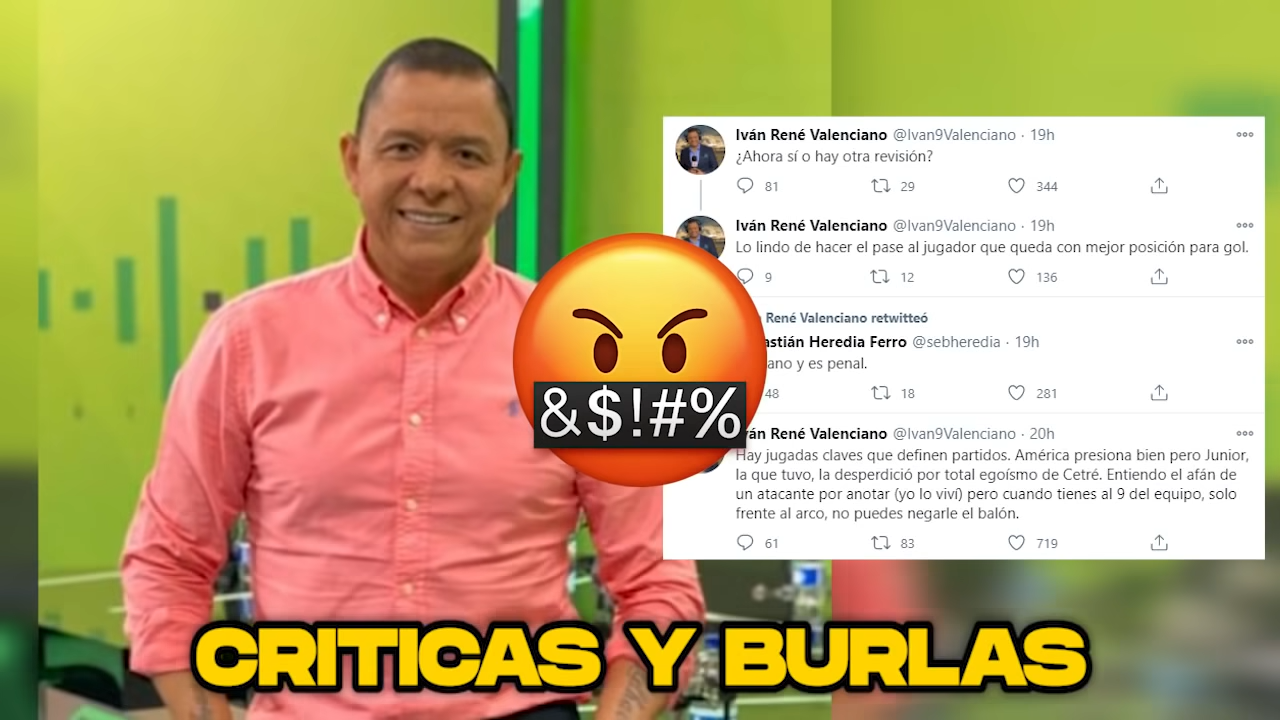 Iván René Valenciano @Ivan9Valenciano · 19h
¿Ahora sí o hay otra revisión?
81 29 344
Iván René Valenciano @Ivan9Valenciano · 19h
Lo lindo de hacer el pase al jugador que queda con mejor posición para gol.
9 12 136
René Valenciano retwitteó
Heredia Ferro @sebheredia · 19h
y es penal.
48 18 281
René Valenciano @Ivan9Valenciano · 20h
Hay jugadas claves que definen partidos. América presiona bien pero Junior,
la que tuvo, la desperdició por total egoísmo de Cetré. Entiendo el afán de
un atacante por anotar (yo lo viví) pero cuando tienes al 9 del equipo, solo
frente al arco, no puedes negarle el balón.
61 83 719
&$!#%
CRITICAS Y BURLAS